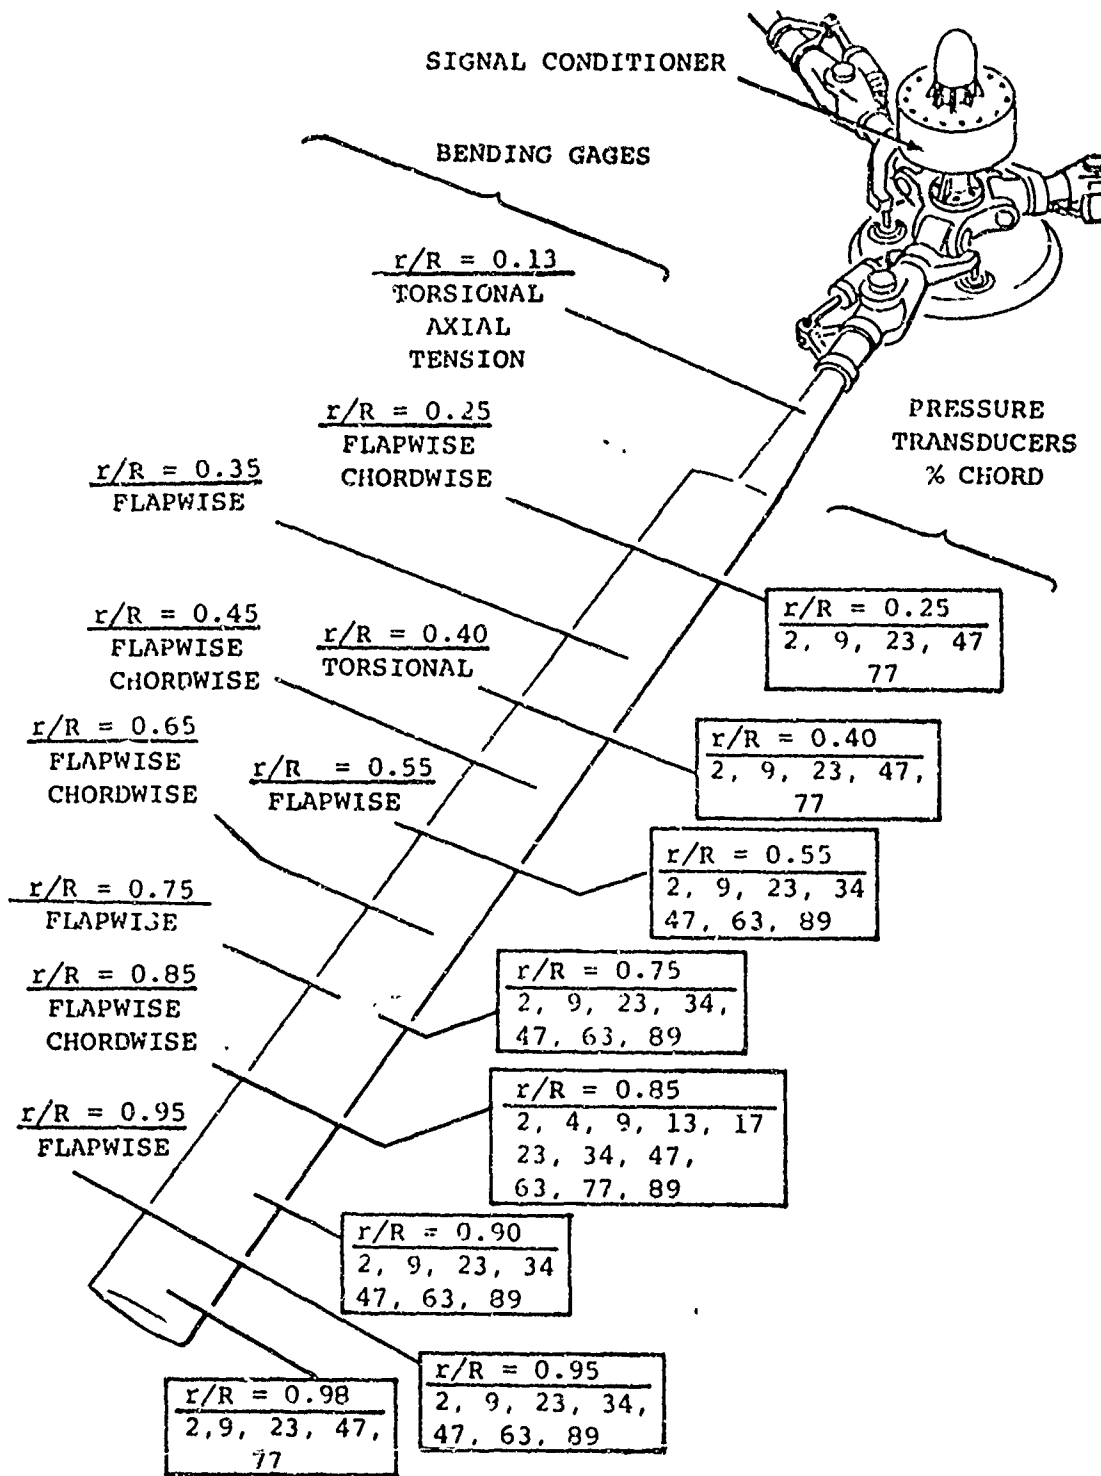 SIGNAL CONDITIONER
BENDING GAGES
r/R = 0.13
TORSIONAL
AXIAL
TENSION
r/R = 0.25
FLAPWISE
CHORDWISE
r/R = 0.35
FLAPWISE
r/R = 0.45
FLAPWISE
CHORDWISE
r/R = 0.40
TORSIONAL
r/R = 0.65
FLAPWISE
CHORDWISE
r/R = 0.55
FLAPWISE
r/R = 0.75
FLAPWISE
r/R = 0.85
FLAPWISE
CHORDWISE
r/R = 0.95
FLAPWISE
PRESSURE
TRANSDUCERS
% CHORD
r/R = 0.25
2, 9, 23, 47
77
r/R = 0.40
2, 9, 23, 47,
77
r/R = 0.55
2, 9, 23, 34
47, 63, 89
r/R = 0.75
2, 9, 23, 34,
47, 63, 89
r/R = 0.85
2, 4, 9, 13, 17
23, 34, 47,
63, 77, 89
r/R = 0.90
2, 9, 23, 34
47, 63, 89
r/R = 0.95
2, 9, 23, 34,
47, 63, 89
r/R = 0.98
2,9, 23, 47,
77